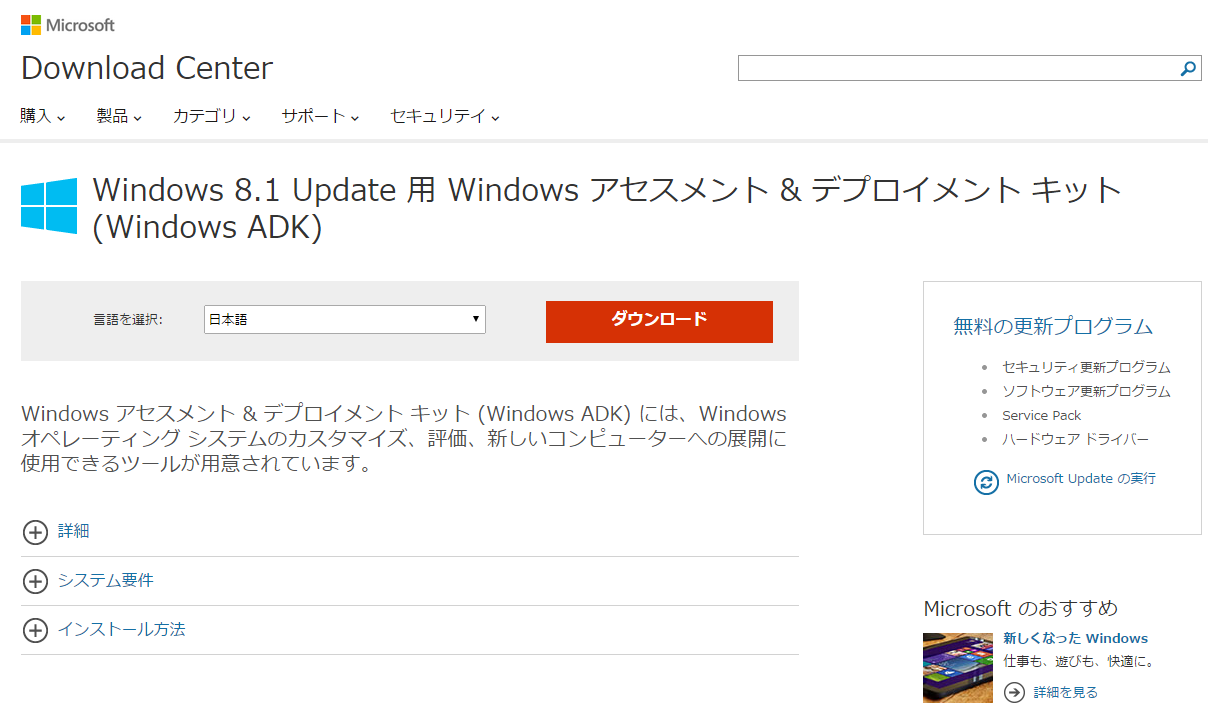 Microsoft
Download Center
購入
製品
カテゴリ
サポート
セキュリティ
Windows 8.1 Update 用 Windows アセスメント & デプロイメント キット
(Windows ADK)
言語を選択:
日本語
ダウンロード
Windows アセスメント & デプロイメント キット (Windows ADK) には、Windows
オペレーティング システムのカスタマイズ、評価、新しいコンピューターへの展開に
使用できるツールが用意されています。
詳細
システム要件
インストール方法
無料の更新プログラム
セキュリティ更新プログラム
ソフトウェア更新プログラム
Service Pack
ハードウェア ドライバー
Microsoft Update の実行
Microsoft のおすすめ
新しくなった Windows
仕事も、遊びも、快適に。
詳細を見る